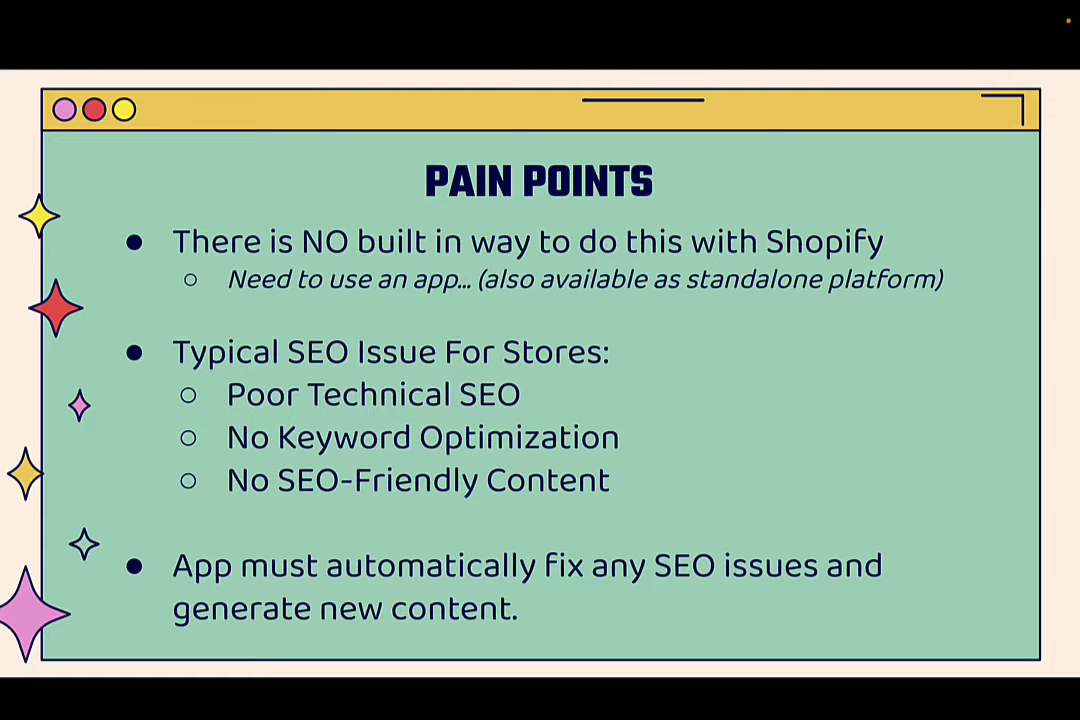 PAIN POINTS
● There is NO built in way to do this with Shopify
○ Need to use an app... (also available as standalone platform)
● Typical SEO Issue For Stores:
○ Poor Technical SEO
○ No Keyword Optimization
○ No SEO-Friendly Content
● App must automatically fix any SEO issues and
generate new content.